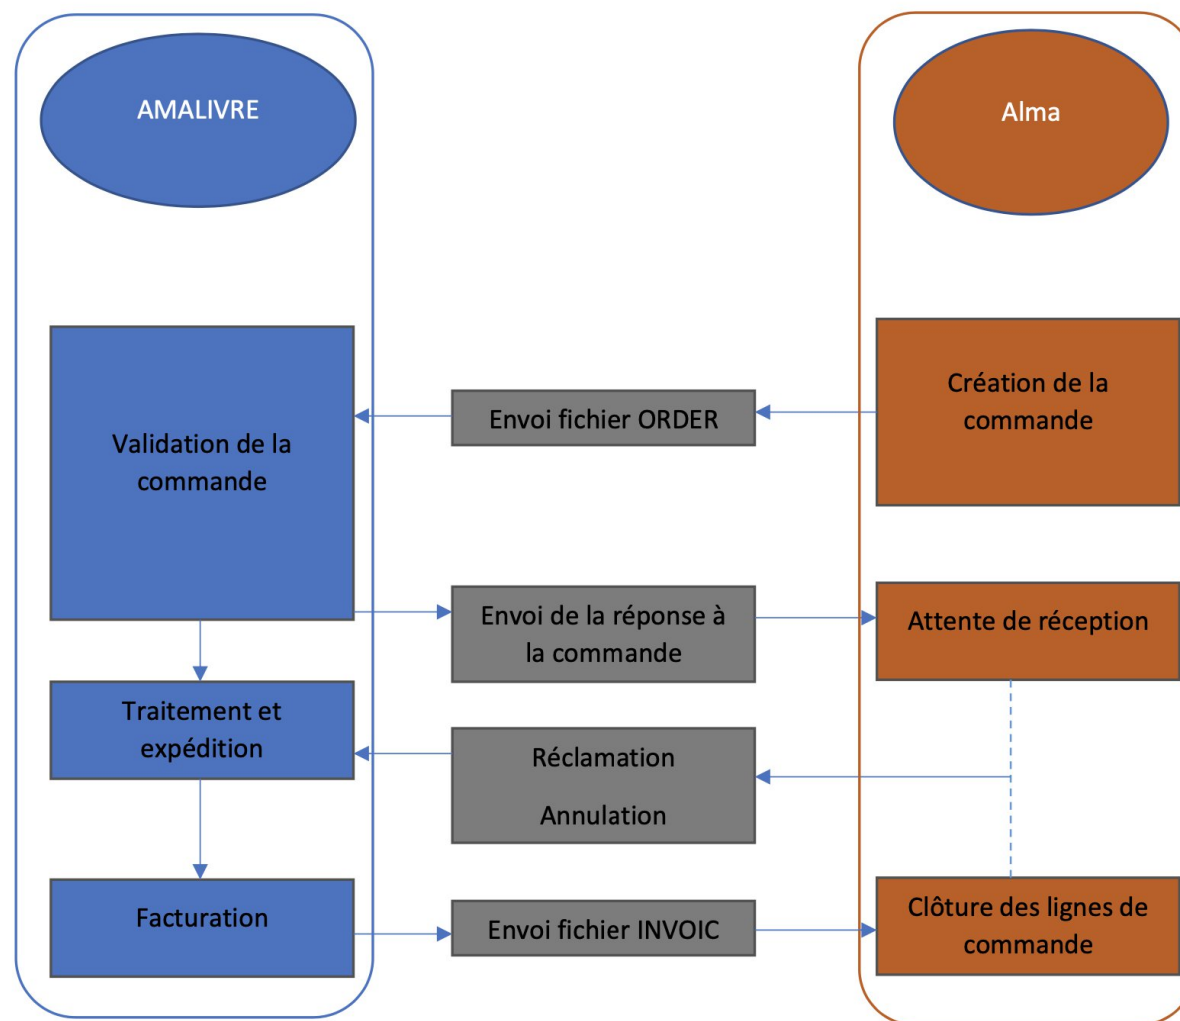 AMALIVRE
Alma
Création de la
commande
Envoi fichier ORDER
Validation de la
commande
Envoi de la réponse à
la commande
Attente de réception
Traitement et
expédition
Réclamation
Annulation
Facturation
Envoi fichier INVOIC
Clôture des lignes de
commande